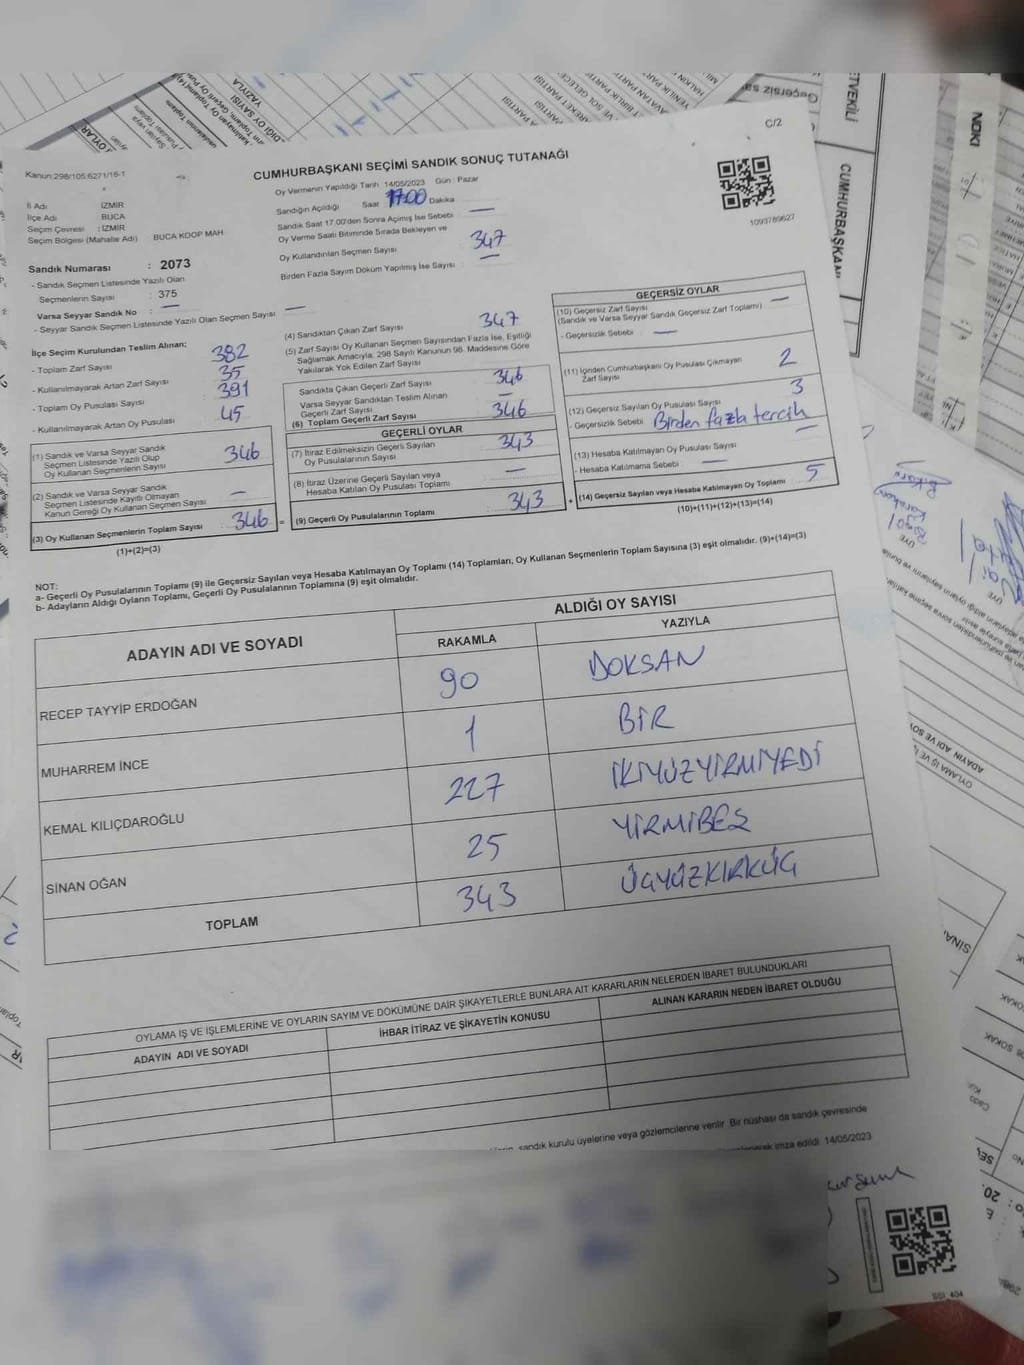 C/2
CUMHURBAŞKANI SEÇİMİ SANDIK SONUÇ TUTANAĞI
Kanun:298/105:6271/16-1
Oy Vermenin Yapıldığı Tarih 14/05/2023 Gün : Pazar
Sandığın Açıldığı Saat 17:00 Dakika
Sandık Saat 17.00'den Sonra Açımış İse Sebebi —
Oy Verme Saati Bitiminde Sırada Bekleyen ve
Oy Kullandırılan Seçmen Sayısı 347
Birden Fazla Sayım Döküm Yapılmış İse Sayısı : —
1093789627
İl Adı : İZMİR
İlçe Adı : BUCA
Seçim Çevresi : İZMİR
Seçim Bölgesi (Mahalle Adı) BUCA KOOP MAH
Sandık Numarası : 2073
- Sandık Seçmen Listesinde Yazılı Olan
Seçmenlerin Sayısı : 375
Varsa Seyyar Sandık No : —
- Seyyar Sandık Seçmen Listesinde Yazılı Olan Seçmen Sayısı: —
İlçe Seçim Kurulundan Teslim Alınan;
- Toplam Zarf Sayısı 382
- Kullanılmayarak Artan Zarf Sayısı 35
- Toplam Oy Pusulası Sayısı 391
- Kullanılmayarak Artan Oy Pusulası 45
(1) Sandık ve Varsa Seyyar Sandık
Seçmen Listesinde Yazılı Olup
Oy Kullanan Seçmenlerin Sayısı 346
(2) Sandık ve Varsa Seyyar Sandık
Seçmen Listesinde Kayıtlı Olmayan
Kanun Gereği Oy Kullanan Seçmen Sayısı —
(3) Oy Kullanan Seçmenlerin Toplam Sayısı : 346
(1)+(2)=(3)
(4) Sandıktan Çıkan Zarf Sayısı 347
(5) Zarf Sayısı Oy Kullanan Seçmen Sayısından Fazla İse, Eşitliği
Sağlamak Amacıyla, 298 Sayılı Kanunun 98. Maddesine Göre
Yakılarak Yok Edilen Zarf Sayısı
Sandıkta Çıkan Geçerli Zarf Sayısı 346
Varsa Seyyar Sandıktan Teslim Alınan
Geçerli Zarf Sayısı —
(6) Toplam Geçerli Zarf Sayısı 346
GEÇERLİ OYLAR
(7) İtiraz Edilmeksizin Geçerli Sayılan
Oy Pusulalarının Sayısı 343
(8) İtiraz Üzerine Geçerli Sayılan veya
Hesaba Katılan Oy Pusulası Toplamı —
= (9) Geçerli Oy Pusulalarının Toplamı 343
GEÇERSİZ OYLAR
(10) Geçersiz Zarf Sayısı
(Sandık ve Varsa Seyyar Sandık Geçersiz Zarf Toplamı) —
- Geçersizlik Sebebi : —
(11) İçinden Cumhurbaşkanı Oy Pusulası Çıkmayan
Zarf Sayısı 2
(12) Geçersiz Sayılan Oy Pusulası Sayısı 3
- Geçersizlik Sebebi Birden fazla tercih
(13) Hesaba Katılmayan Oy Pusulası Sayısı —
- Hesaba Katılmama Sebebi : —
+ (14) Geçersiz Sayılan veya Hesaba Katılmayan Oy Toplamı 5
(10)+(11)+(12)+(13)=(14)
NOT:
a- Geçerli Oy Pusulalarının Toplamı (9) ile Geçersiz Sayılan veya Hesaba Katılmayan Oy Toplamı (14) Toplamları, Oy Kullanan Seçmenlerin Toplam Sayısına (3) eşit olmalıdır. (9)+(14)=(3)
b- Adayların Aldığı Oyların Toplamı, Geçerli Oy Pusulalarının Toplamına (9) eşit olmalıdır.
ADAYIN ADI VE SOYADI
ALDIĞI OY SAYISI
RAKAMLA YAZIYLA
RECEP TAYYİP ERDOĞAN 90 DOKSAN
MUHARREM İNCE 1 BİR
KEMAL KILIÇDAROĞLU 227 İKİYÜZYİRMİYEDİ
SİNAN OĞAN 25 YİRMİBEŞ
TOPLAM 343 ÜÇYÜZKIRKÜÇ
OYLAMA İŞ VE İŞLEMLERİNE VE OYLARIN SAYIM VE DÖKÜMÜNE DAİR ŞİKAYETLERLE BUNLARA AİT KARARLARIN NELERDEN İBARET BULUNDUKLARI
ADAYIN ADI VE SOYADI İHBAR İTİRAZ VE ŞİKAYETİN KONUSU ALINAN KARARIN NEDEN İBARET OLDUĞU
sandık kurulu üyelerine veya gözlemcilerine verilir. Bir nüshası da sandık çevresinde
imza edildi. 14/05/2023
CUMHURBAŞKANI
ADAYIN ADI VE SOYADI